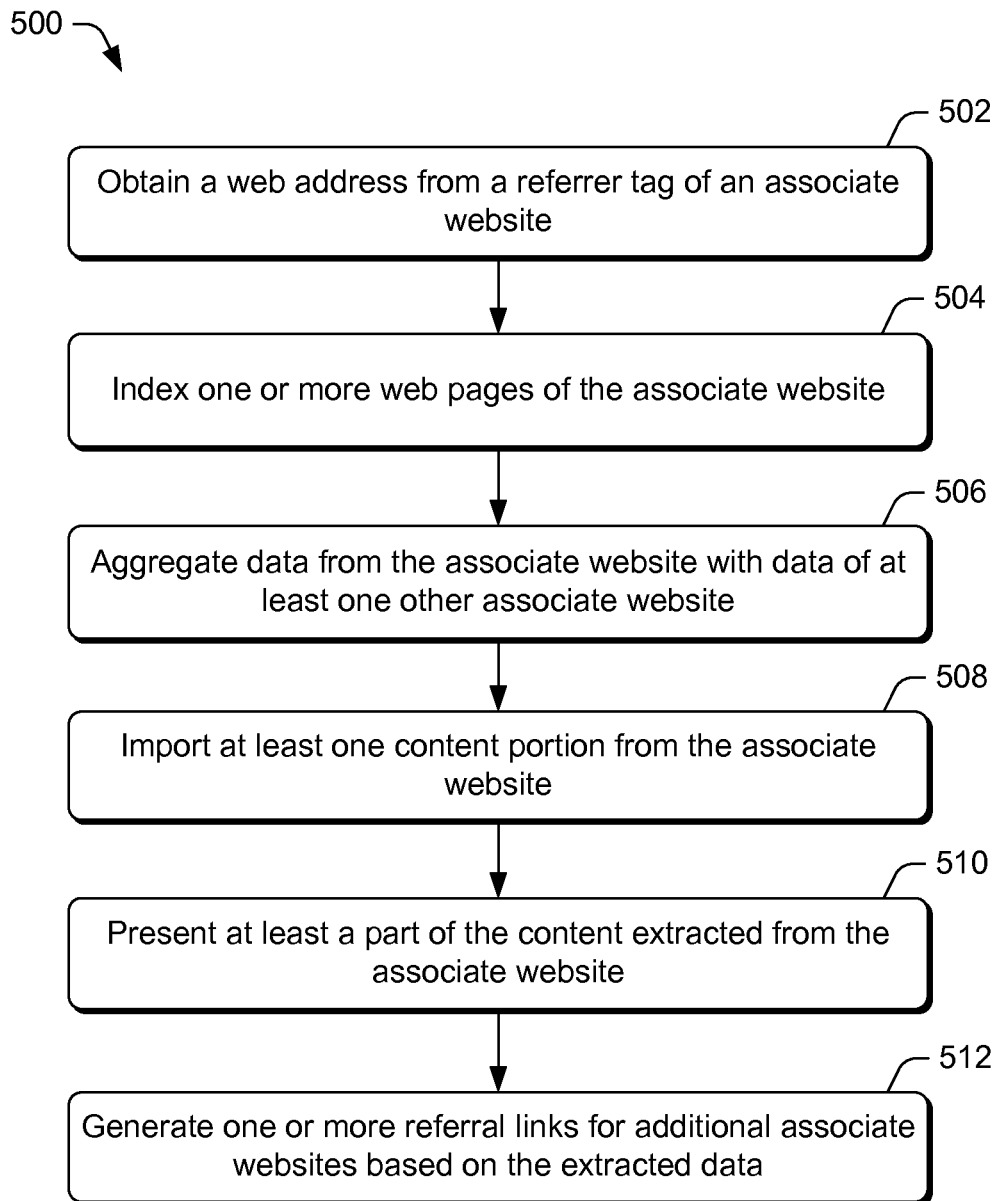 500
502
Obtain a web address from a referrer tag of an associate
website
504
Index one or more web pages of the associate website
506
Aggregate data from the associate website with data of at
least one other associate website
508
Import at least one content portion from the associate
website
510
Present at least a part of the content extracted from the
associate website
512
Generate one or more referral links for additional associate
websites based on the extracted data